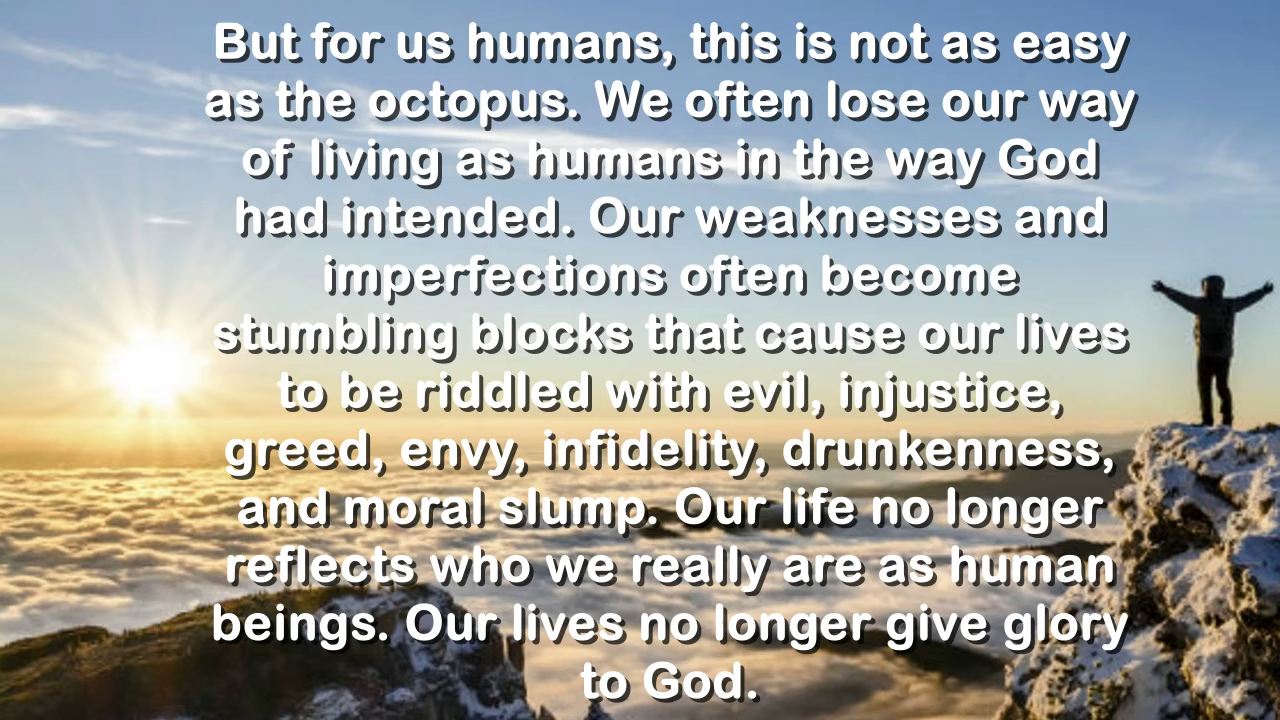 But for us humans, this is not as easy
as the octopus. We often lose our way
of living as humans in the way God
had intended. Our weaknesses and
imperfections often become
stumbling blocks that cause our lives
to be riddled with evil, injustice,
greed, envy, infidelity, drunkenness,
and moral slump. Our life no longer
reflects who we really are as human
beings. Our lives no longer give glory
to God.